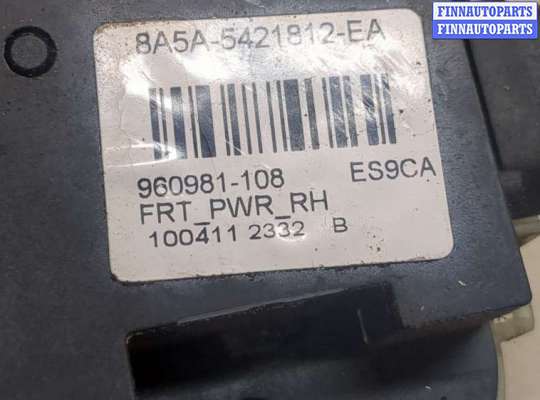 FINNAUTOPARTS
FINNAUTOPARTS
8A5A-5421812-EA
960981-108 ES9CA
FRT_PWR_RH
100411 2332 B